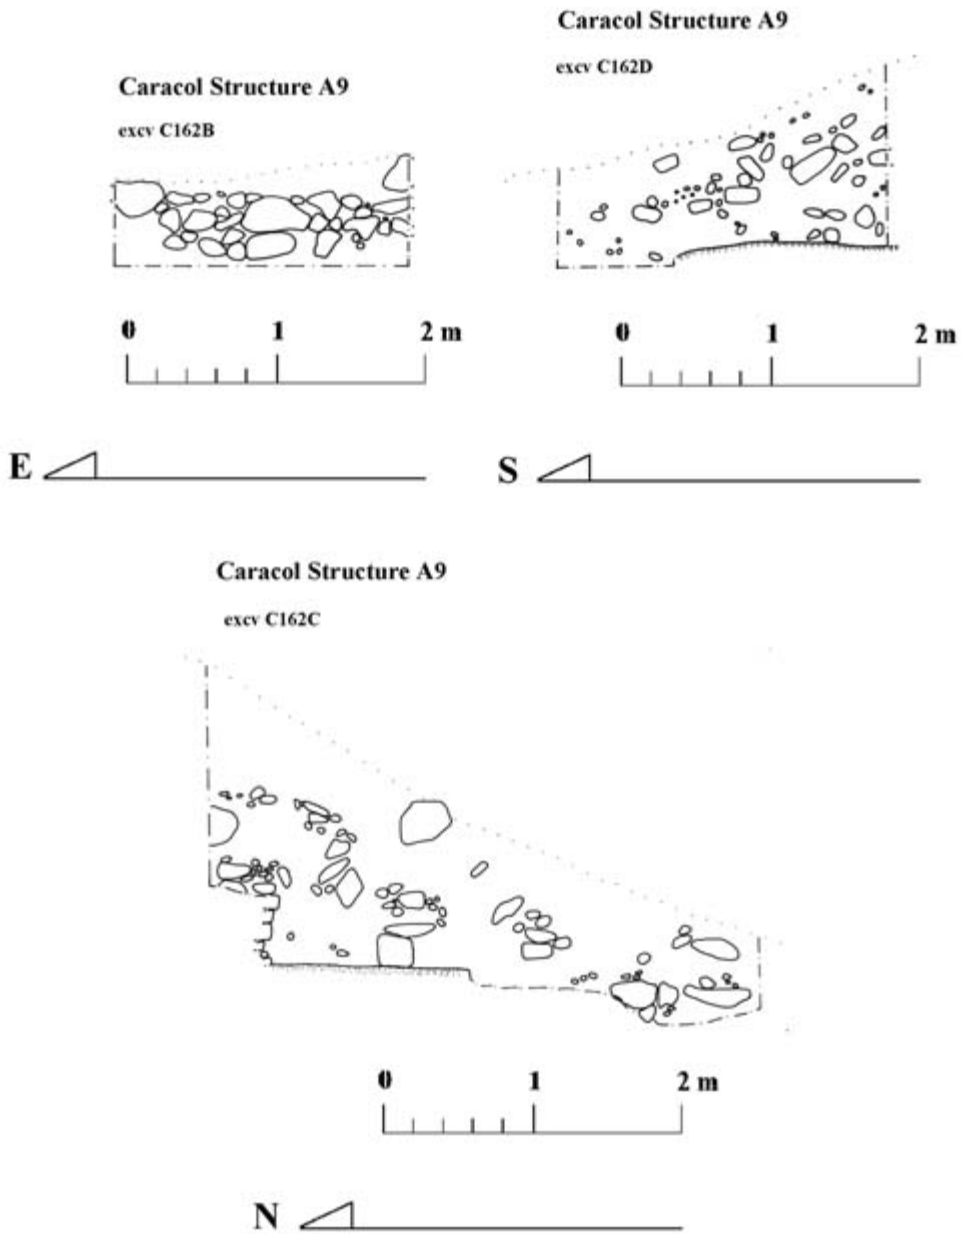 Caracol Structure A9
excv C162B
0 1 2 m
E
Caracol Structure A9
excv C162D
0 1 2 m
S
Caracol Structure A9
excv C162C
0 1 2 m
N